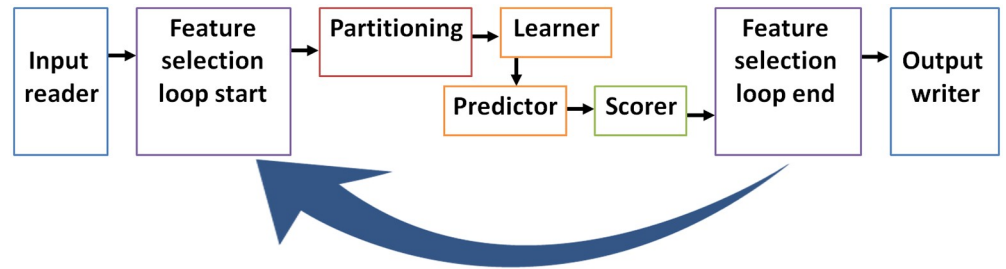 Input
reader
Feature
selection
loop start
Partitioning
Learner
Predictor
Scorer
Feature
selection
loop end
Output
writer